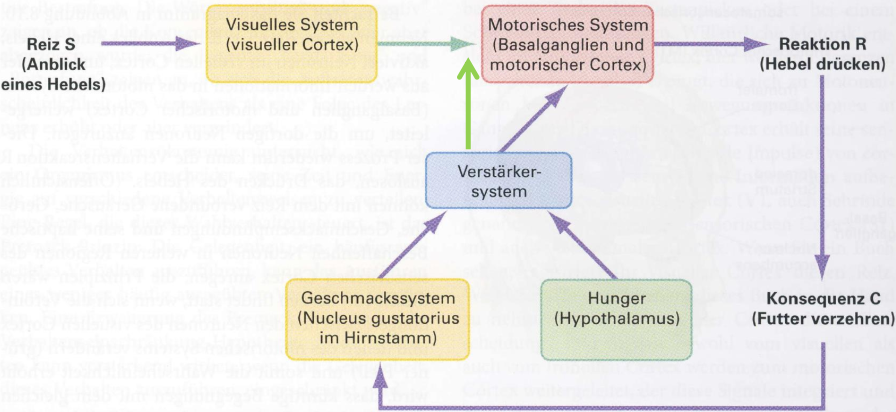 Visuelles System
(visueller Cortex)
Motorisches System
(Basalganglien und
motorischer Cortex)
Reiz S
(Anblick
eines Hebels)
Reaktion R
(Hebel drücken)
Verstärker-
system
Geschmackssystem
(Nucleus gustatorius
im Hirnstamm)
Hunger
(Hypothalamus)
Konsequenz C
(Futter verzehren)